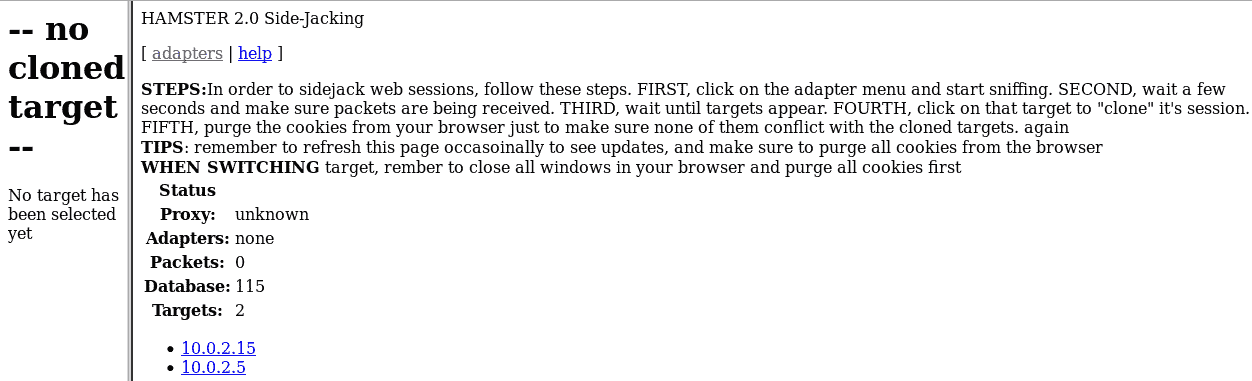 -- no
cloned
target
--
No target has
been selected
yet
HAMSTER 2.0 Side-Jacking
[ adapters | help ]
STEPS:In order to sidejack web sessions, follow these steps. FIRST, click on the adapter menu and start sniffing. SECOND, wait a few
seconds and make sure packets are being received. THIRD, wait until targets appear. FOURTH, click on that target to "clone" it's session.
FIFTH, purge the cookies from your browser just to make sure none of them conflict with the cloned targets. again
TIPS: remember to refresh this page occasoinally to see updates, and make sure to purge all cookies from the browser
WHEN SWITCHING target, rember to close all windows in your browser and purge all cookies first
Status
Proxy: unknown
Adapters: none
Packets: 0
Database: 115
Targets: 2
• 10.0.2.15
• 10.0.2.5